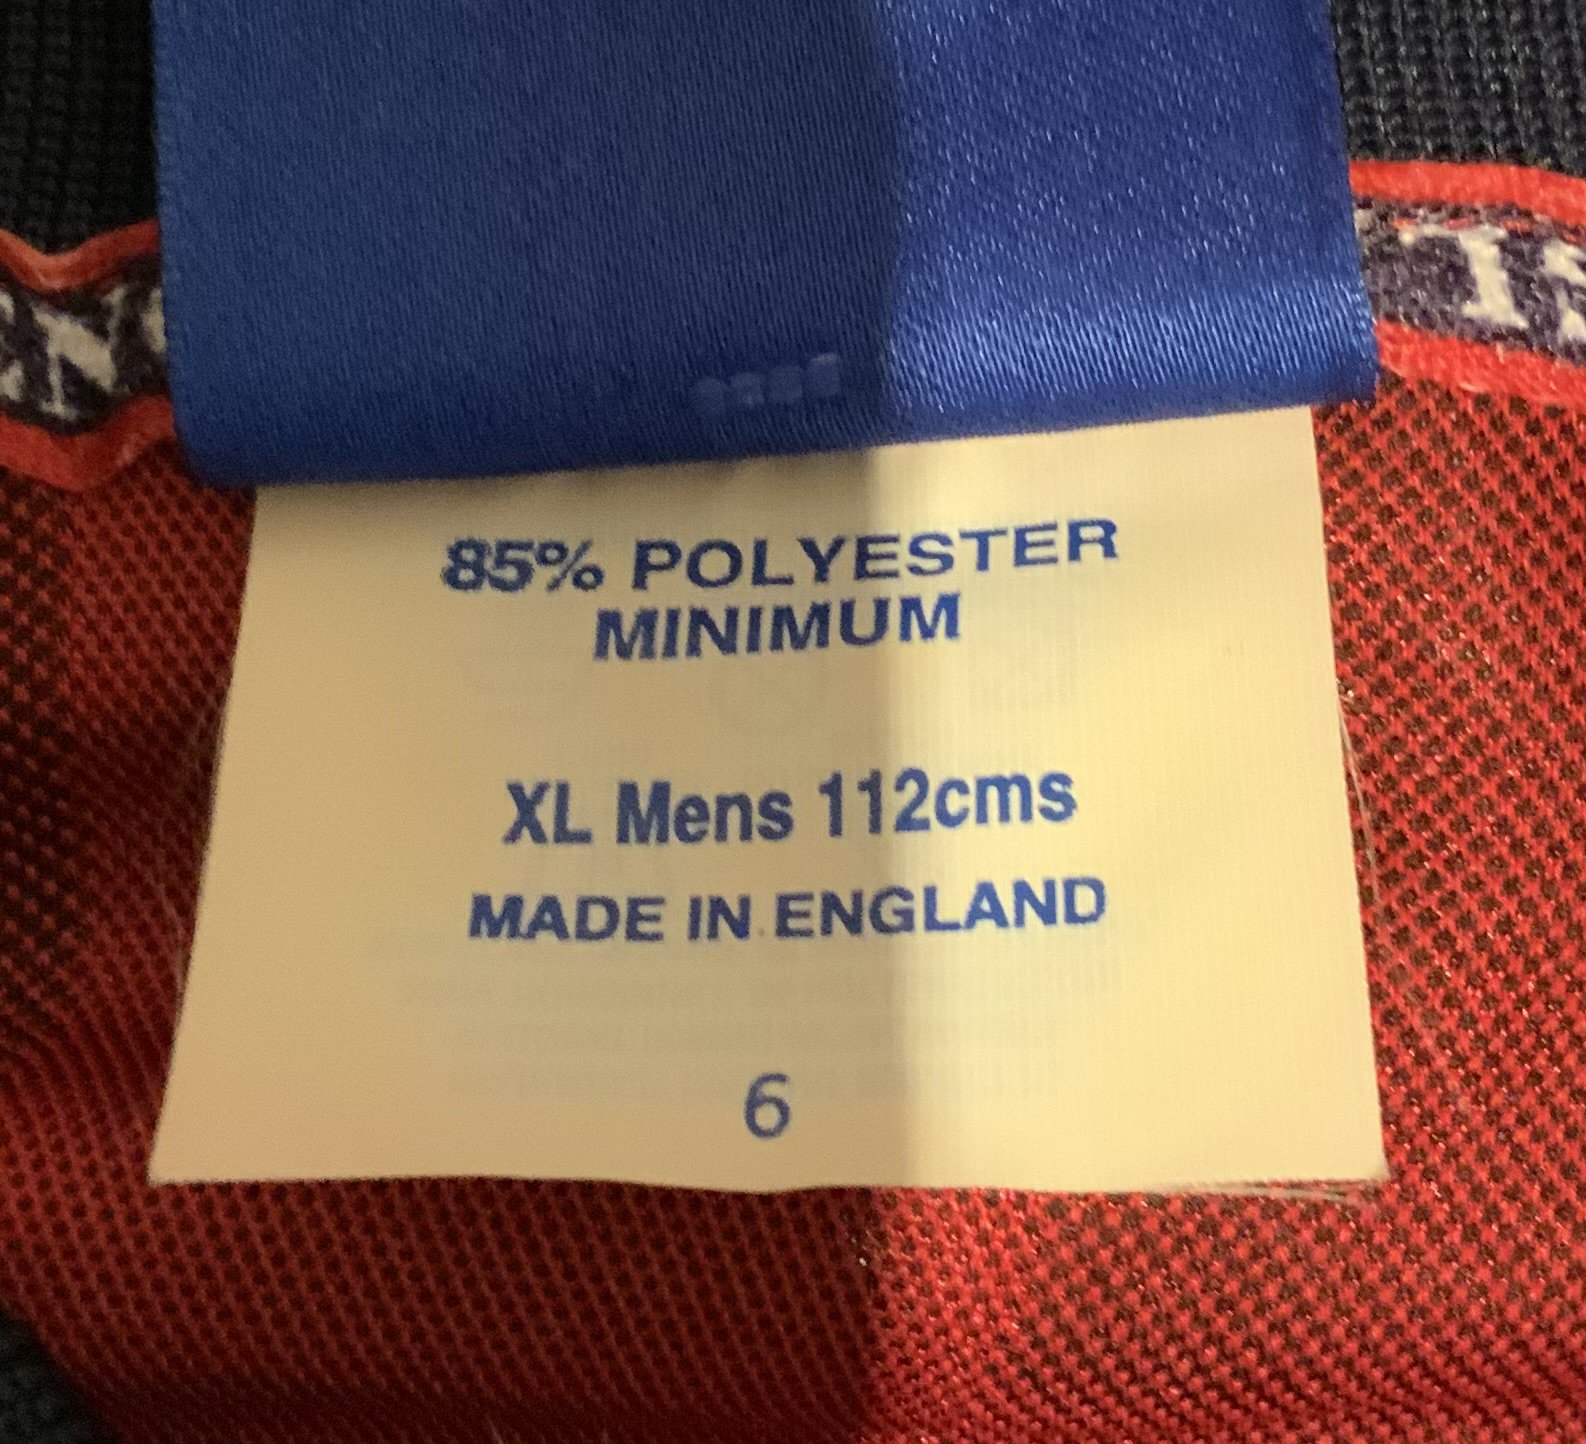 85% POLYESTER
MINIMUM
XL Mens 112cms
MADE IN ENGLAND
6